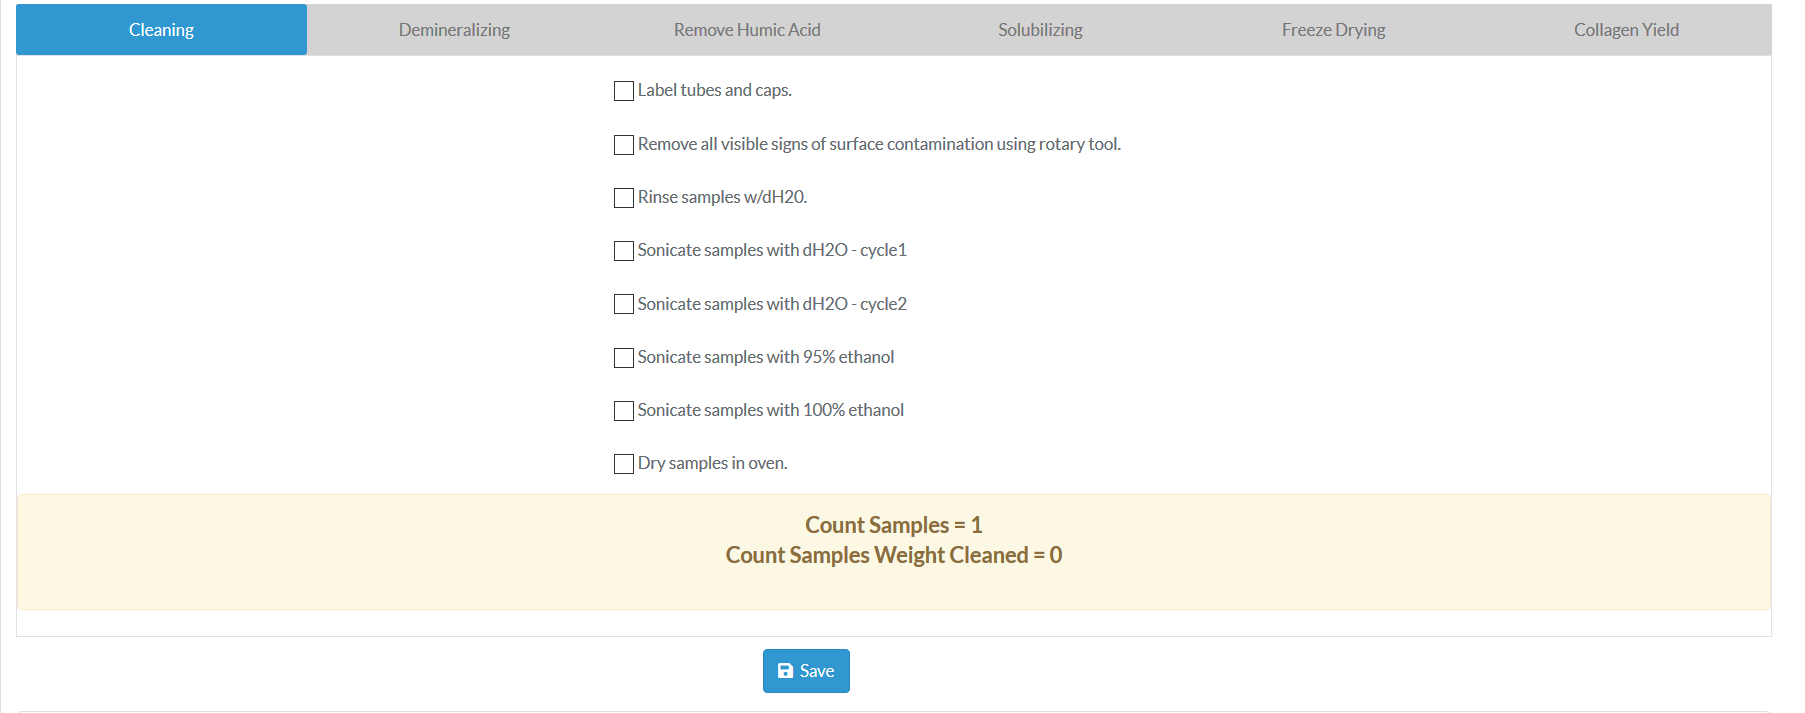 Cleaning Demineralizing Remove Humic Acid Solubilizing Freeze Drying Collagen Yield
Label tubes and caps.
Remove all visible signs of surface contamination using rotary tool.
Rinse samples w/dH20.
Sonicate samples with dH2O - cycle1
Sonicate samples with dH2O - cycle2
Sonicate samples with 95% ethanol
Sonicate samples with 100% ethanol
Dry samples in oven.
Count Samples = 1
Count Samples Weight Cleaned = 0
Save